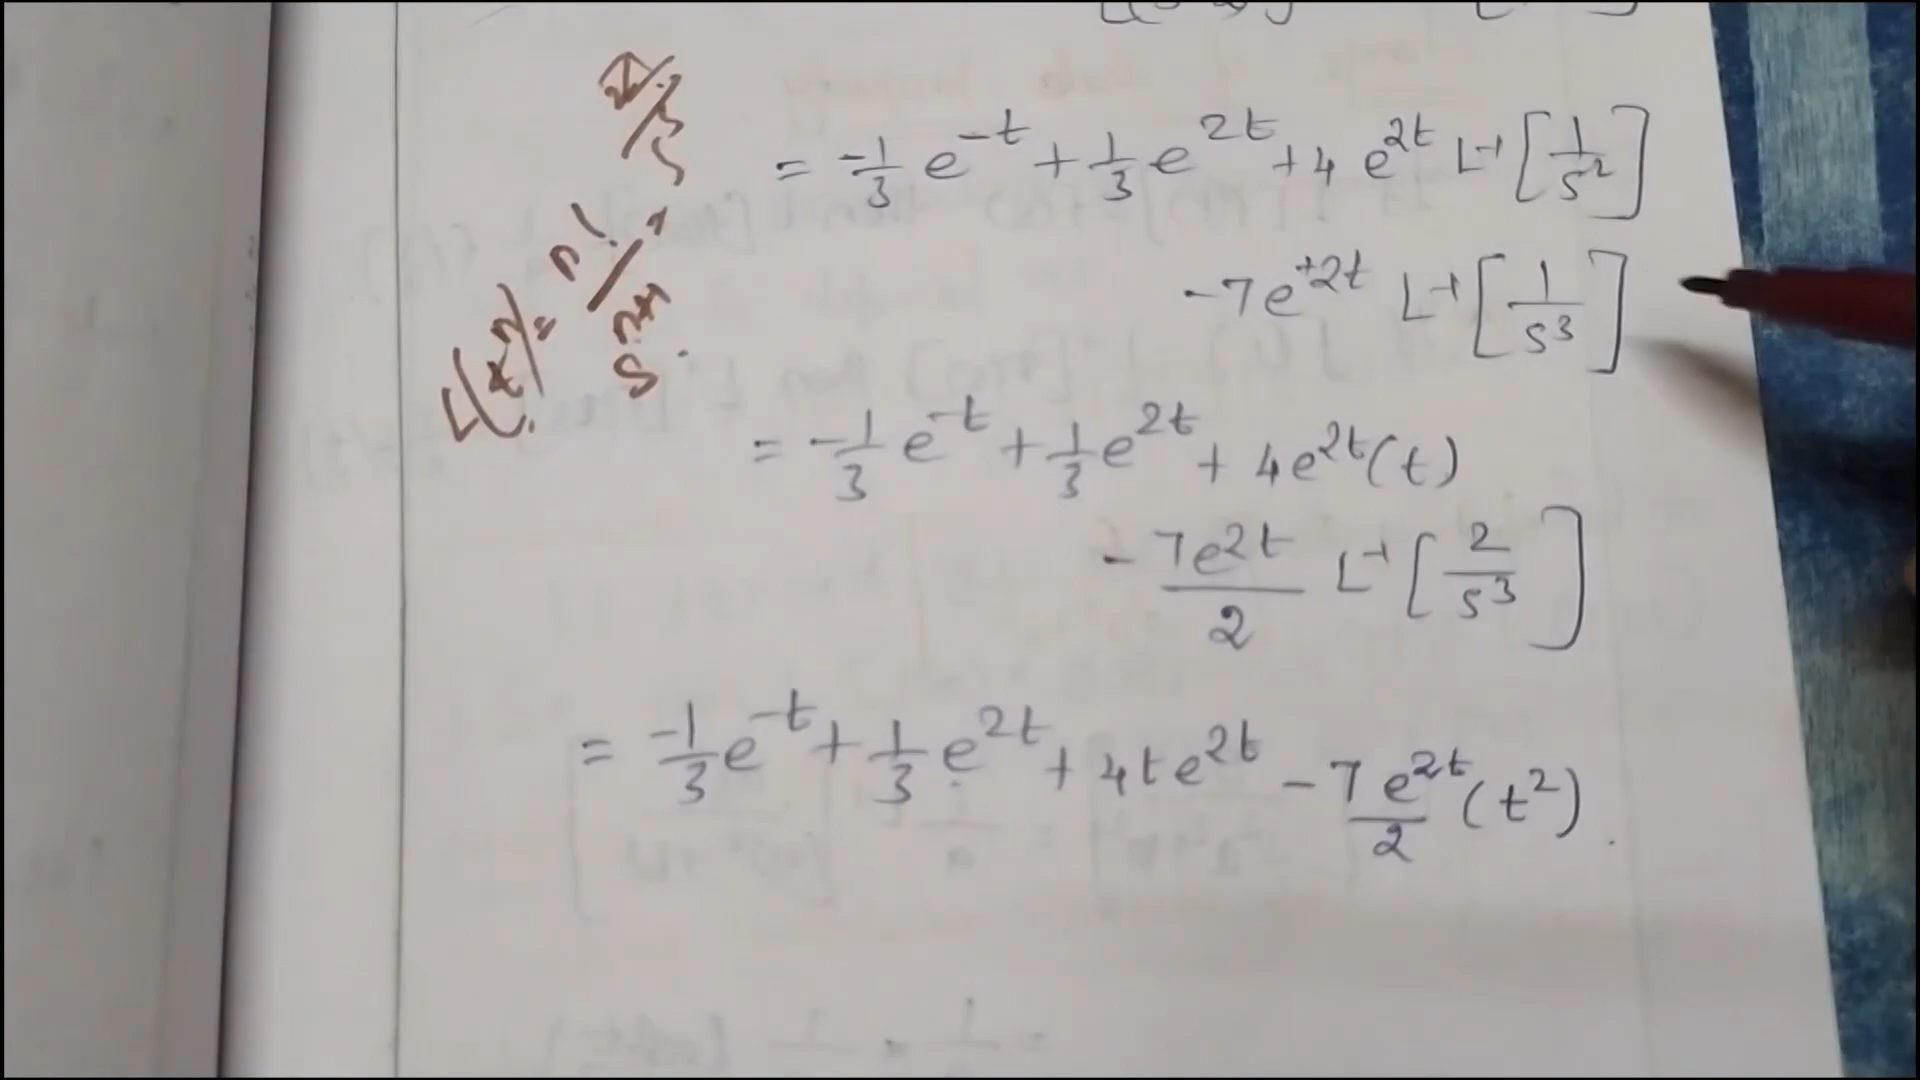 = -1/3 e^{-t} + 1/3 e^{2t} + 4 e^{2t} L^{-1} [1/s^2]
-7e^{+2t} L^{-1} [1/s^3]
= -1/3 e^{-t} + 1/3 e^{2t} + 4e^{2t}(t)
- 7e^{2t}/2 L^{-1} [2/s^3]
= -1/3 e^{-t} + 1/3 e^{2t} + 4te^{2t} - 7e^{2t}/2 (t^2).
L(t^n) = n!/s^{n+1}